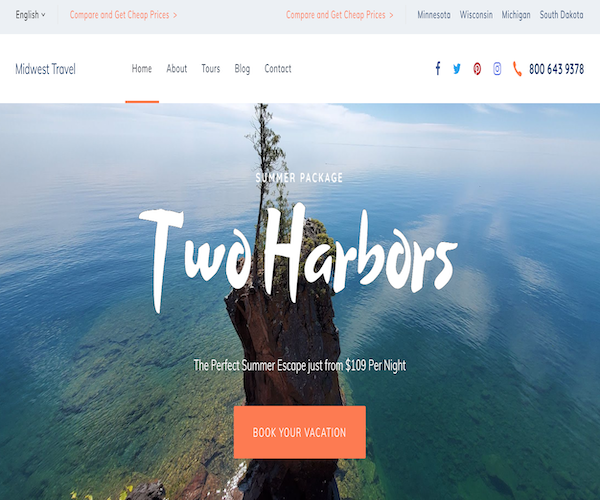 English Compare and Get Cheap Prices > Compare and Get Cheap Prices > Minnesota Wisconsin Michigan South Dakota
Midwest Travel Home About Tours Blog Contact 800 643 9378
SUMMER PACKAGE
Two Harbors
The Perfect Summer Escape just from $109 Per Night
BOOK YOUR VACATION